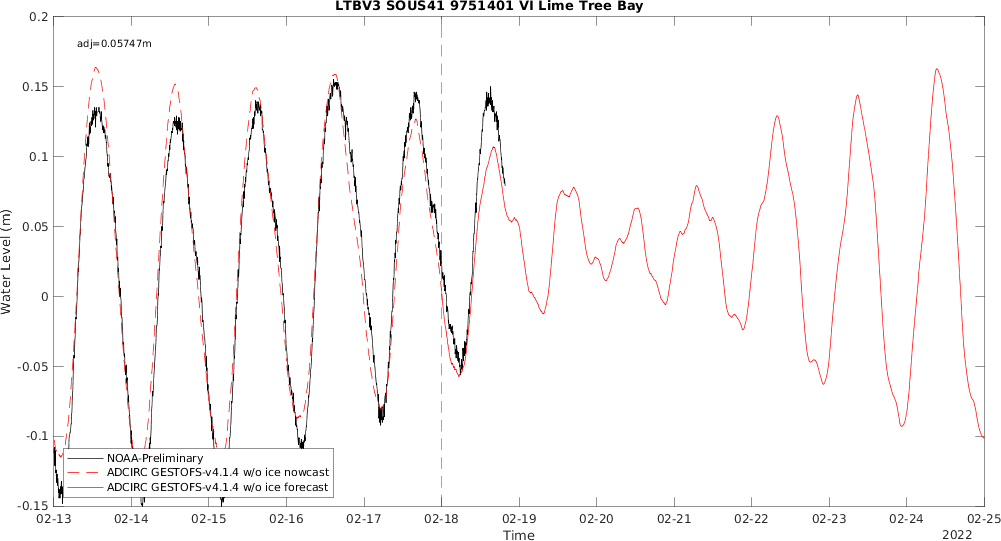 LTBV3 SOUS41 9751401 VI Lime Tree Bay
adj=0.05747m
0.2
0.15
0.1
0.05
0
-0.05
-0.1
-0.15
Water Level (m)
NOAA-Preliminary
ADCIRC GESTOFS-v4.1.4 w/o ice nowcast
ADCIRC GESTOFS-v4.1.4 w/o ice forecast
02-13 02-14 02-15 02-16 02-17 02-18 02-19 02-20 02-21 02-22 02-23 02-24 02-25
Time
2022